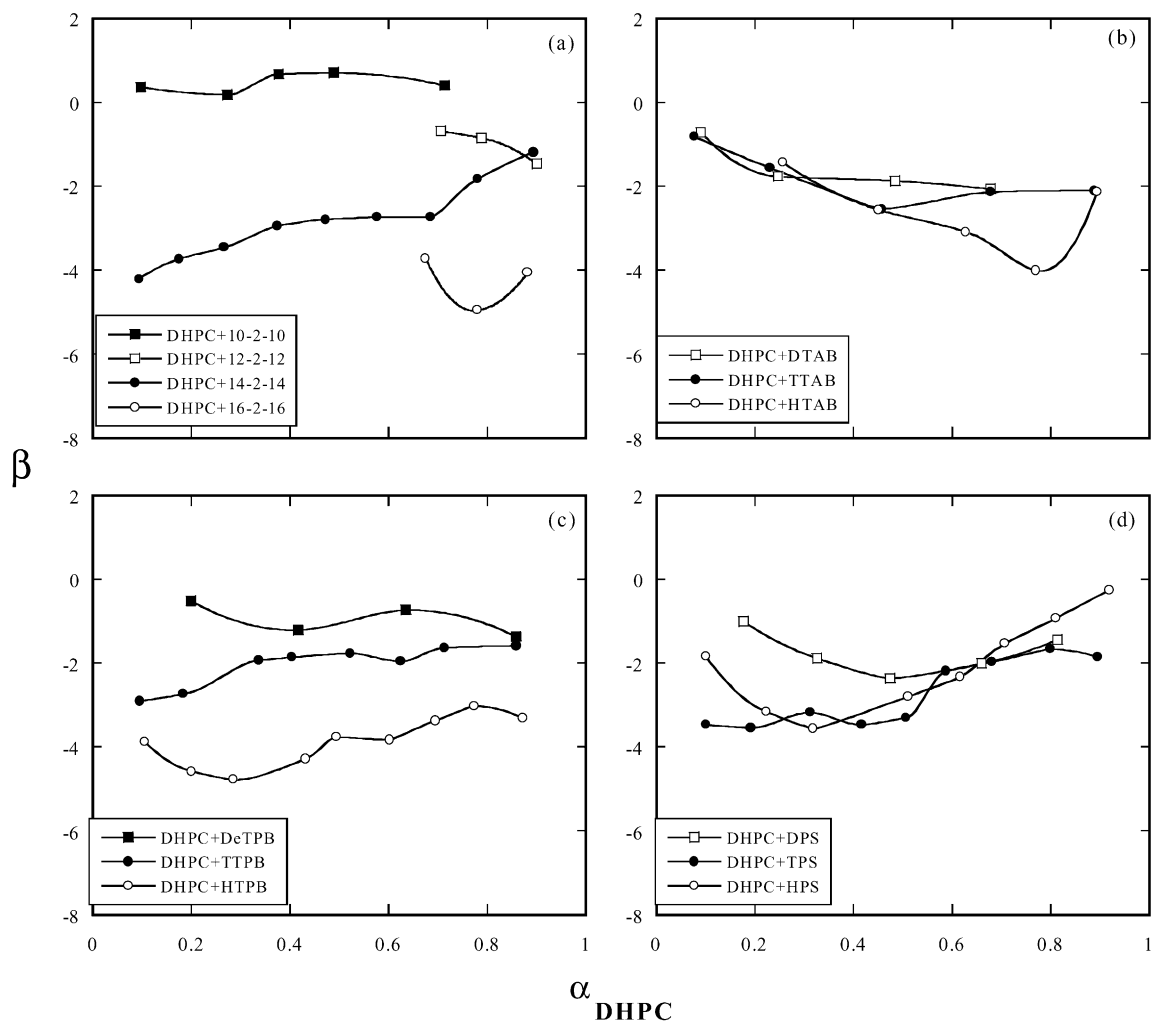 2
0
-2
-4
-6
-8
(a)
DHPC+10-2-10
DHPC+12-2-12
DHPC+14-2-14
DHPC+16-2-16
2
0
-2
-4
-6
-8
(b)
DHPC+DTAB
DHPC+TTAB
DHPC+HTAB
β
2
0
-2
-4
-6
-8
(c)
DHPC+DeTPB
DHPC+TTPB
DHPC+HTPB
0 0.2 0.4 0.6 0.8 1
2
0
-2
-4
-6
-8
(d)
DHPC+DPS
DHPC+TPS
DHPC+HPS
0 0.2 0.4 0.6 0.8 1
α DHPC